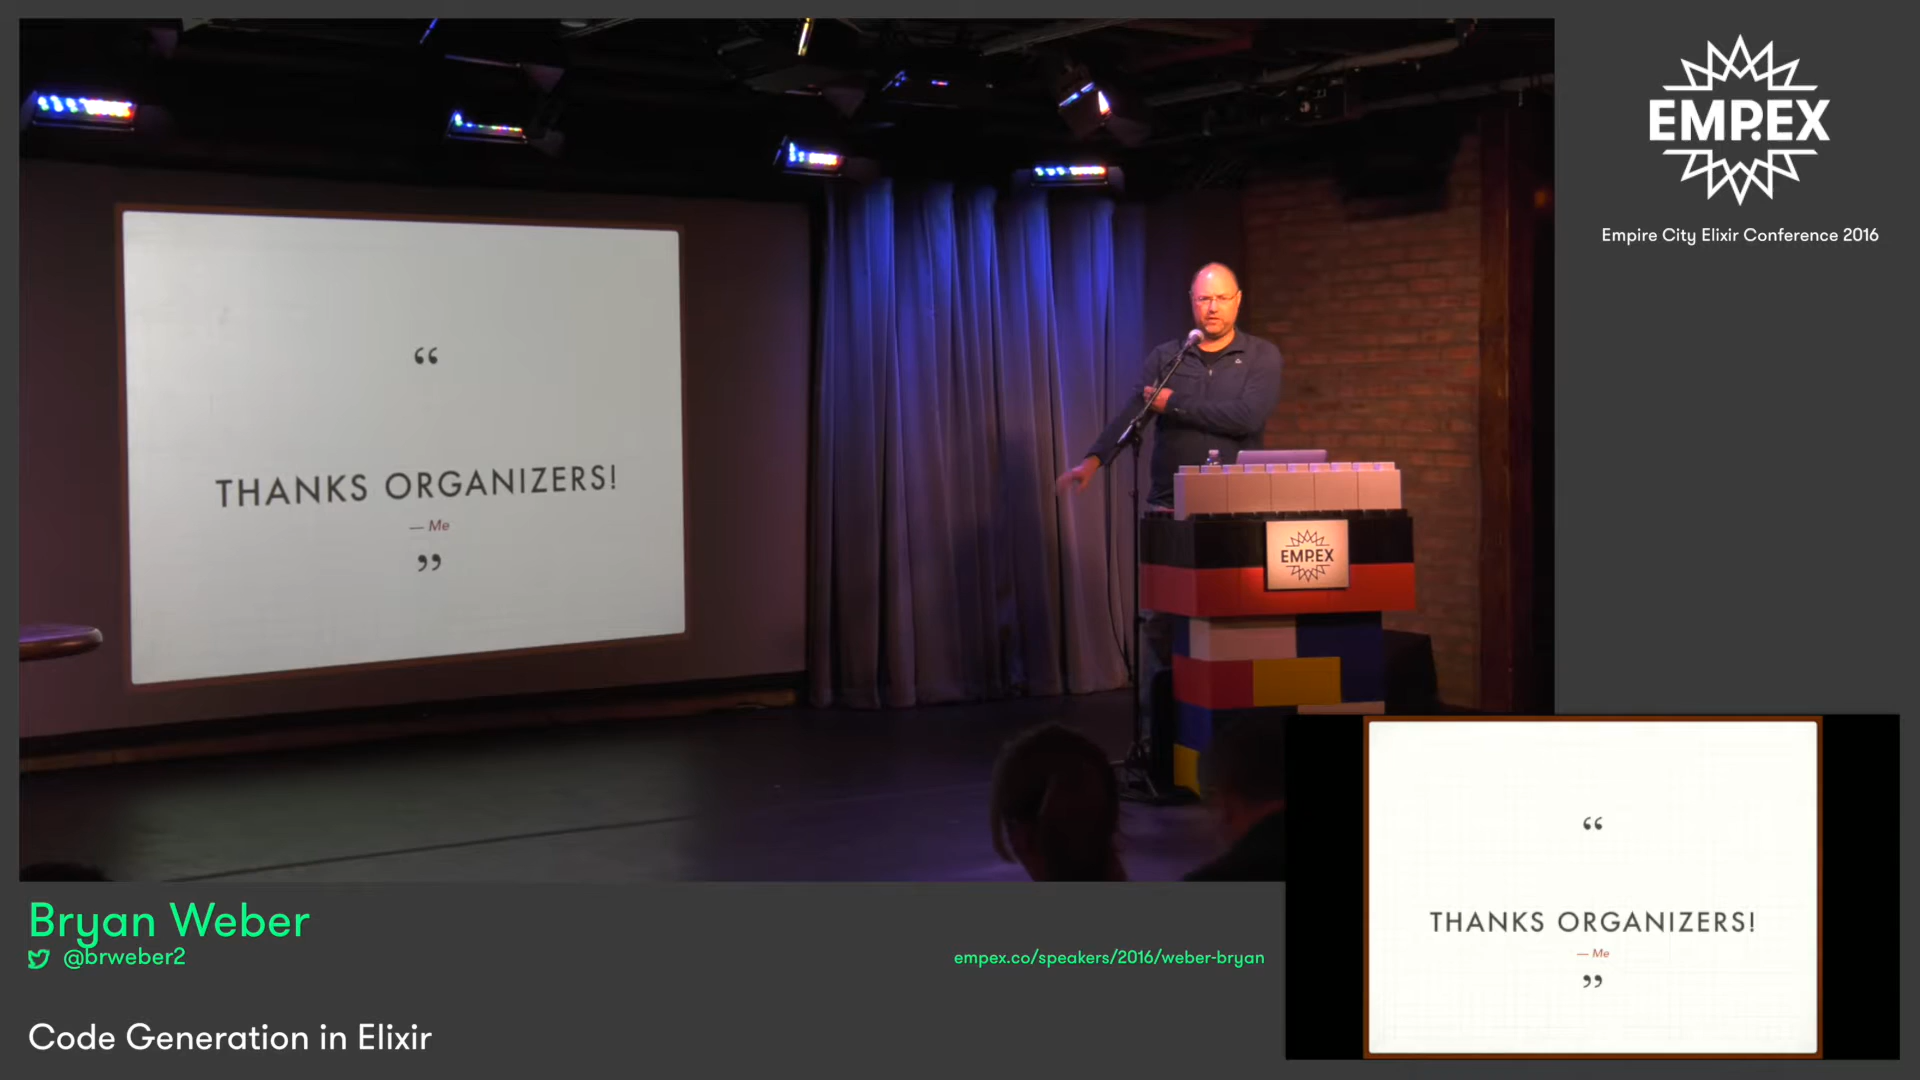 “
THANKS ORGANIZERS!
— Me
”
EMPEX
EMPEX
Empire City Elixir Conference 2016
Bryan Weber
@brweber2
empex.co/speakers/2016/weber-bryan
Code Generation in Elixir
“
THANKS ORGANIZERS!
— Me
”